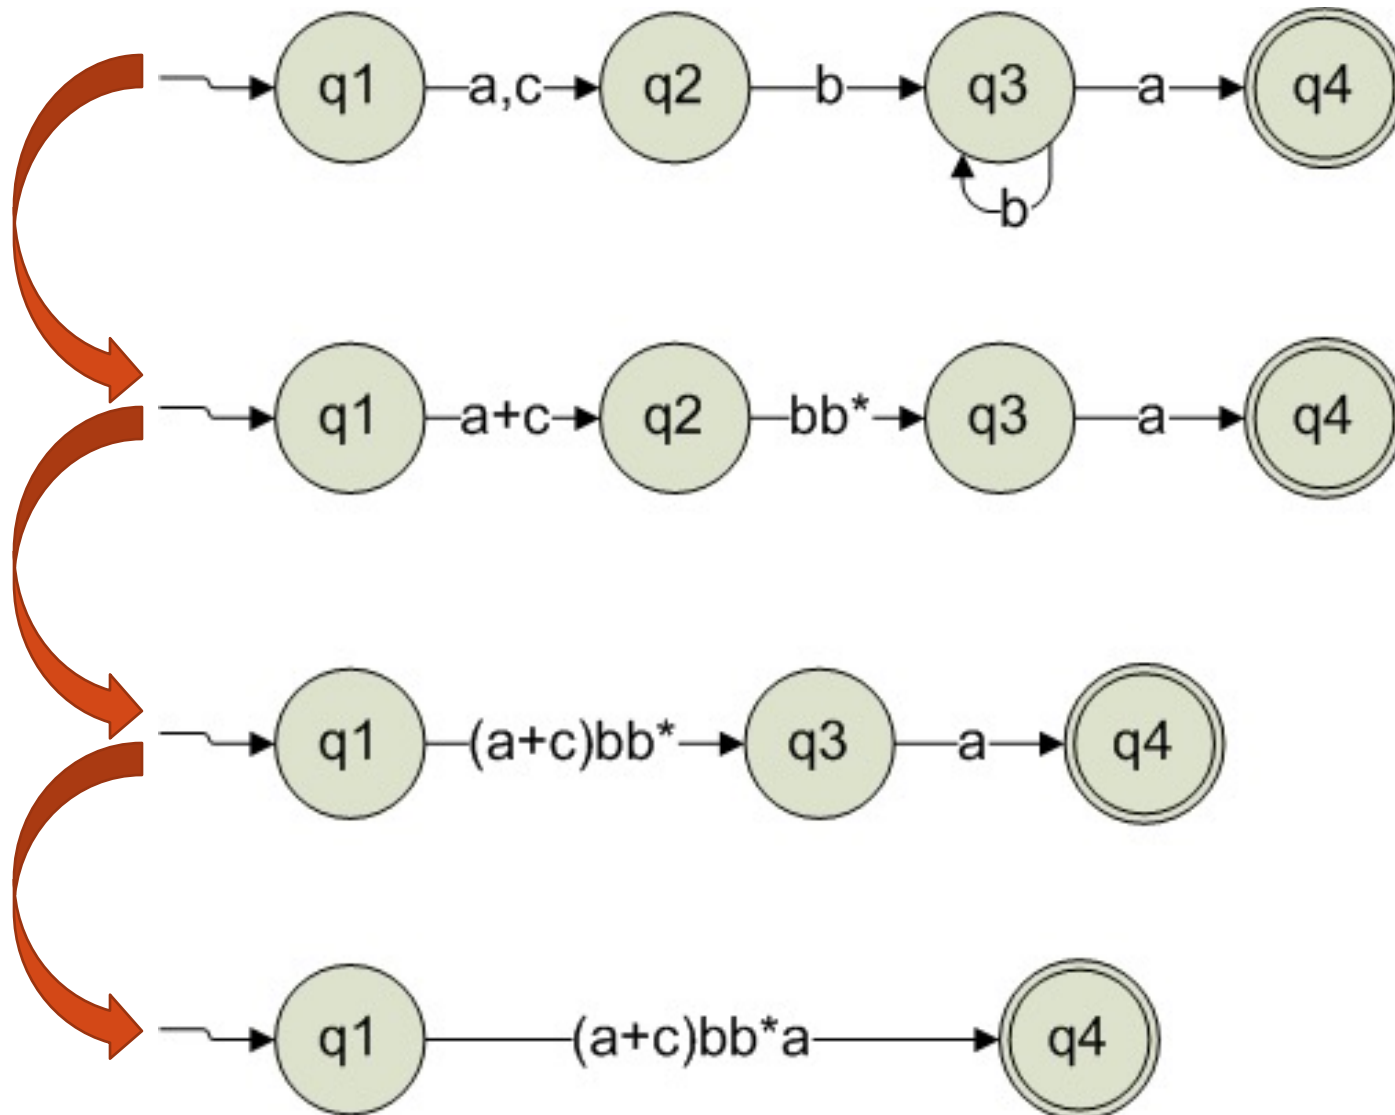 q1 a,c q2 b q3 a q4
b
q1 a+c q2 bb* q3 a q4
q1 (a+c)bb* q3 a q4
q1 (a+c)bb*a q4